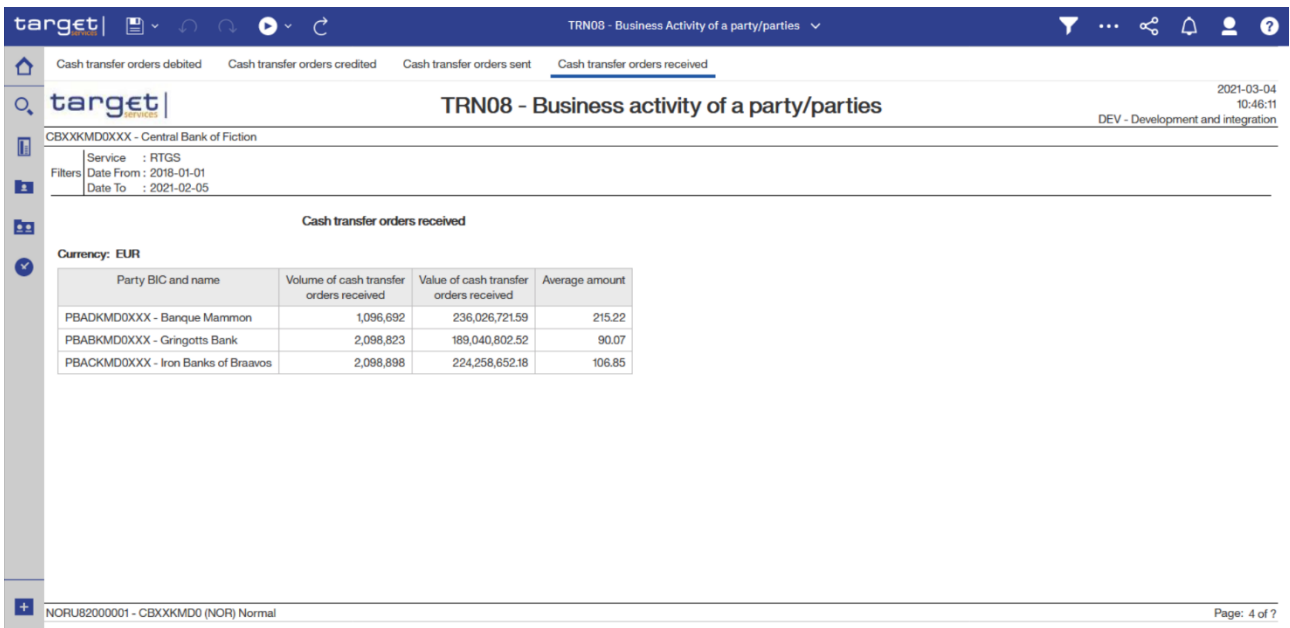 target| services TRN08 - Business Activity of a party/parties
Cash transfer orders debited Cash transfer orders credited Cash transfer orders sent Cash transfer orders received
target| services TRN08 - Business activity of a party/parties 2021-03-04
10:46:11
DEV - Development and integration
CBXXKMD0XXX - Central Bank of Fiction
Service : RTGS
Filters Date From : 2018-01-01
Date To : 2021-02-05
Cash transfer orders received
Currency: EUR
Party BIC and name Volume of cash transfer orders received Value of cash transfer orders received Average amount
PBADKMD0XXX - Banque Mammon 1,096,692 236,026,721.59 215.22
PBABKMD0XXX - Gringotts Bank 2,098,823 189,040,802.52 90.07
PBACKMD0XXX - Iron Banks of Braavos 2,098,898 224,258,652.18 106.85
NORU82000001 - CBXXKMD0 (NOR) Normal Page: 4 of ?